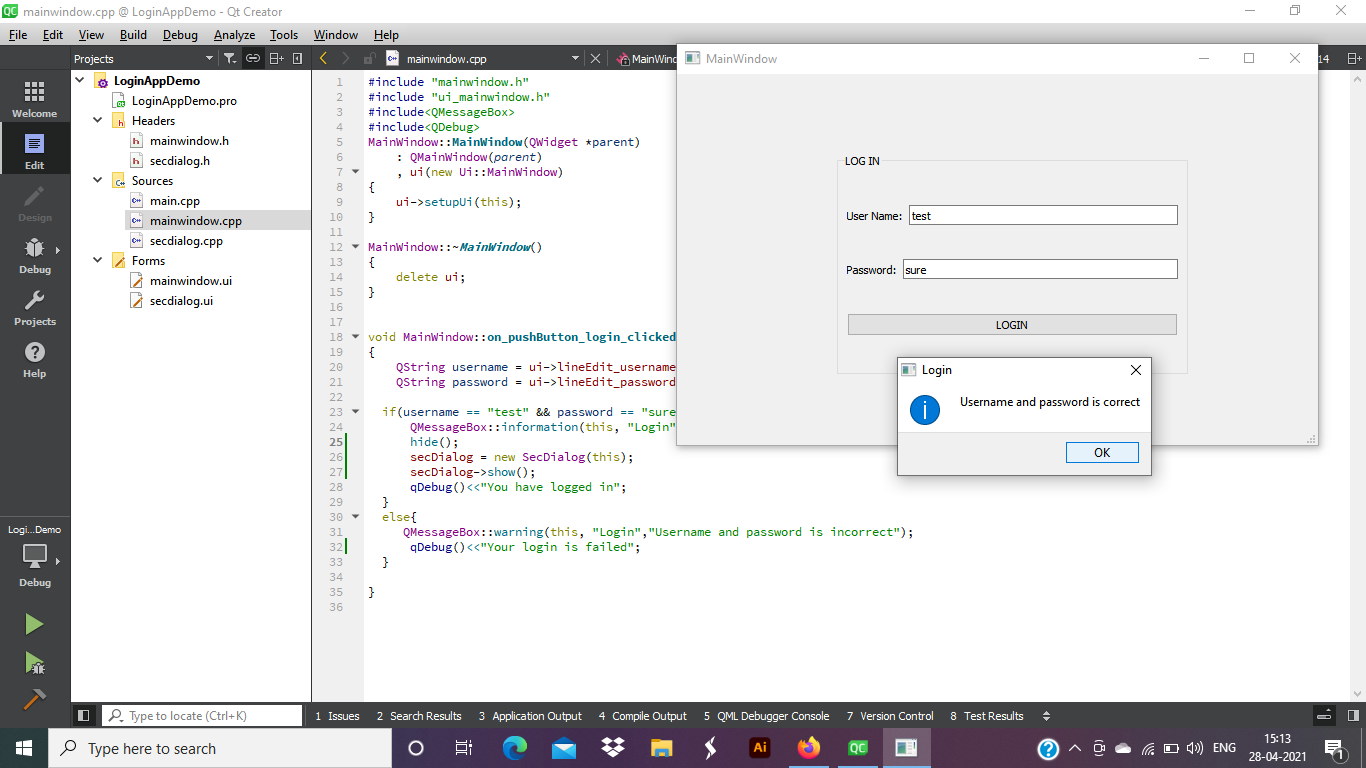 mainwindow.cpp @ LoginAppDemo - Qt Creator
File Edit View Build Debug Analyze Tools Window Help
Projects
mainwindow.cpp
MainWind
14
Welcome
Edit
Design
Debug
Projects
Help
Logi...Demo
Debug
LoginAppDemo
LoginAppDemo.pro
Headers
mainwindow.h
secdialog.h
Sources
main.cpp
mainwindow.cpp
secdialog.cpp
Forms
mainwindow.ui
secdialog.ui
1 #include "mainwindow.h"
2 #include "ui_mainwindow.h"
3 #include<QMessageBox>
4 #include<QDebug>
5 MainWindow::MainWindow(QWidget *parent)
6 : QMainWindow(parent)
7 , ui(new Ui::MainWindow)
8 {
9 ui->setupUi(this);
10 }
11
12 MainWindow::~MainWindow()
13 {
14 delete ui;
15 }
16
17
18 void MainWindow::on_pushButton_login_clicked
19 {
20 QString username = ui->lineEdit_username
21 QString password = ui->lineEdit_password
22
23 if(username == "test" && password == "sure
24 QMessageBox::information(this, "Login"
25 hide();
26 secDialog = new SecDialog(this);
27 secDialog->show();
28 qDebug()<<"You have logged in";
29 }
30 else{
31 QMessageBox::warning(this, "Login","Username and password is incorrect");
32 qDebug()<<"Your login is failed";
33 }
34
35 }
36
MainWindow
LOG IN
User Name: test
Password: sure
LOGIN
Login
Username and password is correct
OK
Type to locate (Ctrl+K)
1 Issues 2 Search Results 3 Application Output 4 Compile Output 5 QML Debugger Console 7 Version Control 8 Test Results
Type here to search
Ai
QC
ENG
15:13
28-04-2021
1